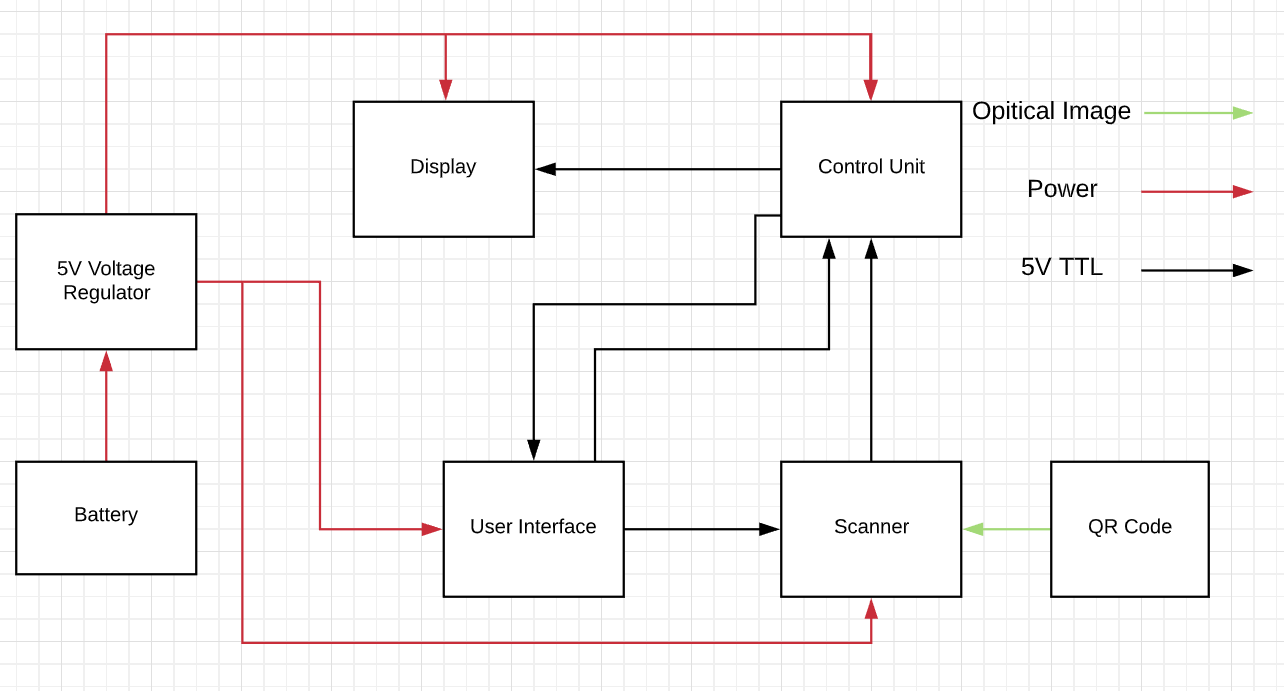 Opitical Image
Display
Control Unit
Power
5V Voltage
Regulator
5V TTL
Battery
User Interface
Scanner
QR Code